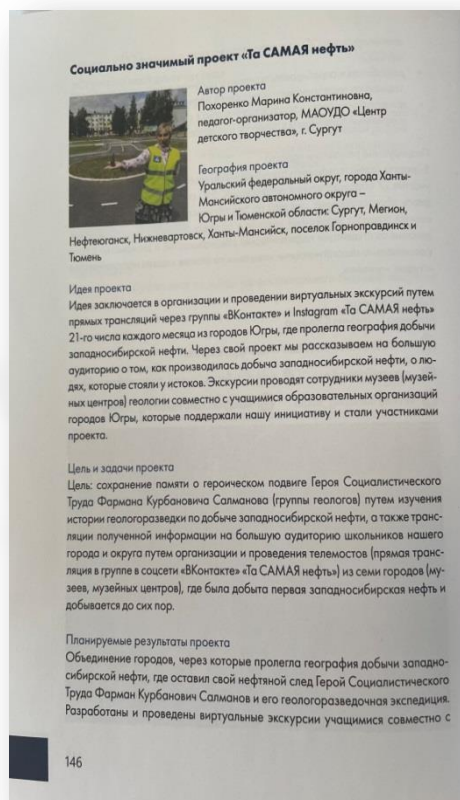 Социально значимый проект «Та САМАЯ нефть»
Автор проекта
Похоренко Марина Константиновна,
педагог-организатор, МАОУДО «Центр
детского творчества», г. Сургут
География проекта
Уральский федеральный округ, города Ханты-
Мансийского автономного округа –
Югры и Тюменской области: Сургут, Мегион,
Нефтеюганск, Нижневартовск, Ханты-Мансийск, поселок Горноправдинск и
Тюмень
Идея проекта
Идея заключается в организации и проведении виртуальных экскурсий путем
прямых трансляций через группы «ВКонтакте» и Instagram «Та САМАЯ нефть»
21-го числа каждого месяца из городов Югры, где пролегла география добычи
западносибирской нефти. Через свой проект мы рассказываем на большую
аудиторию о том, как производилась добыча западносибирской нефти, о лю-
дях, которые стояли у истоков. Экскурсии проводят сотрудники музеев (музей-
ных центров) геологии совместно с учащимися образовательных организаций
городов Югры, которые поддержали нашу инициативу и стали участниками
проекта.
Цель и задачи проекта
Цель: сохранение памяти о героическом подвиге Героя Социалистического
Труда Фармана Курбановича Салманова (группы геологов) путем изучения
истории геологоразведки по добыче западносибирской нефти, а также транс-
ляции полученной информации на большую аудиторию школьников нашего
города и округа путем организации и проведения телемостов (прямая транс-
ляция в группе в соцсети «ВКонтакте» «Та САМАЯ нефть») из семи городов (му-
зеев, музейных центров), где была добыта первая западносибирская нефть и
добывается до сих пор.
Планируемые результаты проекта
Объединение городов, через которые пролегла география добычи западно-
сибирской нефти, где оставил свой нефтяной след Герой Социалистического
Труда Фарман Курбанович Салманов и его геологоразведочная экспедиция.
Разработаны и проведены виртуальные экскурсии учащимися совместно с
146